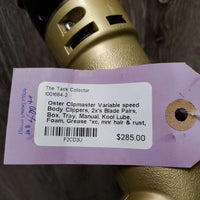 The Tack Collector
1001684-2
Oster Clipmaster Variable speed
Body Clippers, 2x's Blade Pairs,
Box, Tray, Manual, Kool Lube,
Foam, Grease *xc, mnr hair & rust,
F2CD3U
$285.00